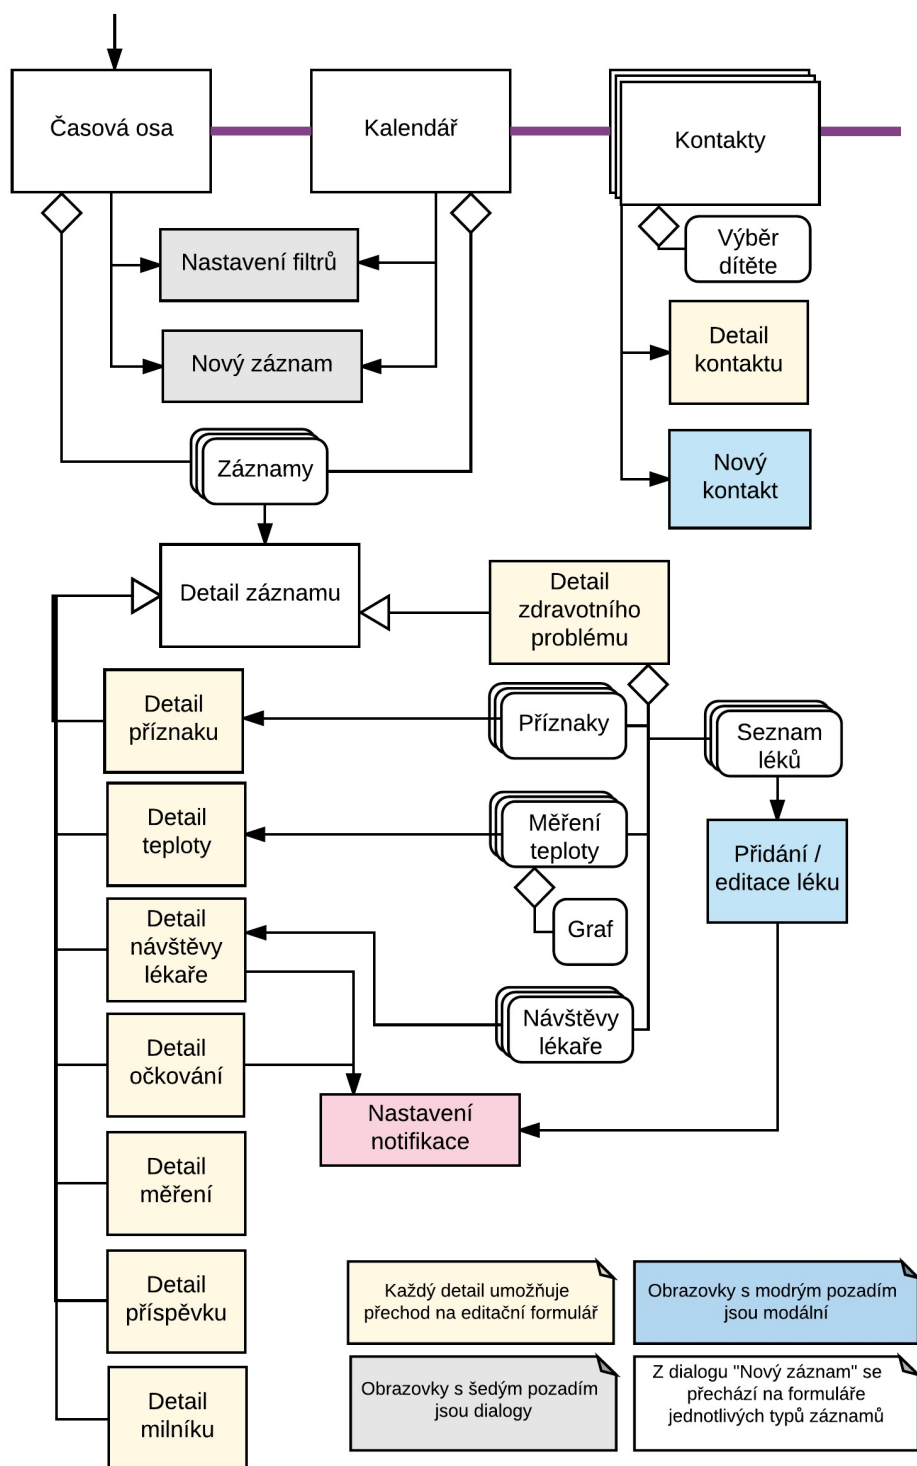 Časová osa
Kalendář
Kontakty
Výběr
dítěte
Nastavení filtrů
Nový záznam
Detail
kontaktu
Nový
kontakt
Záznamy
Detail záznamu
Detail
zdravotního
problému
Detail
příznaku
Příznaky
Seznam
léků
Detail
teploty
Měření
teploty
Přidání /
editace léku
Graf
Detail
návštěvy
lékaře
Návštěvy
lékaře
Detail
očkování
Nastavení
notifikace
Detail
měření
Detail
příspěvku
Detail
milníku
Každý detail umožňuje
přechod na editační formulář
Obrazovky s modrým pozadím
jsou modální
Obrazovky s šedým pozadím
jsou dialogy
Z dialogu "Nový záznam" se
přechází na formuláře
jednotlivých typů záznamů